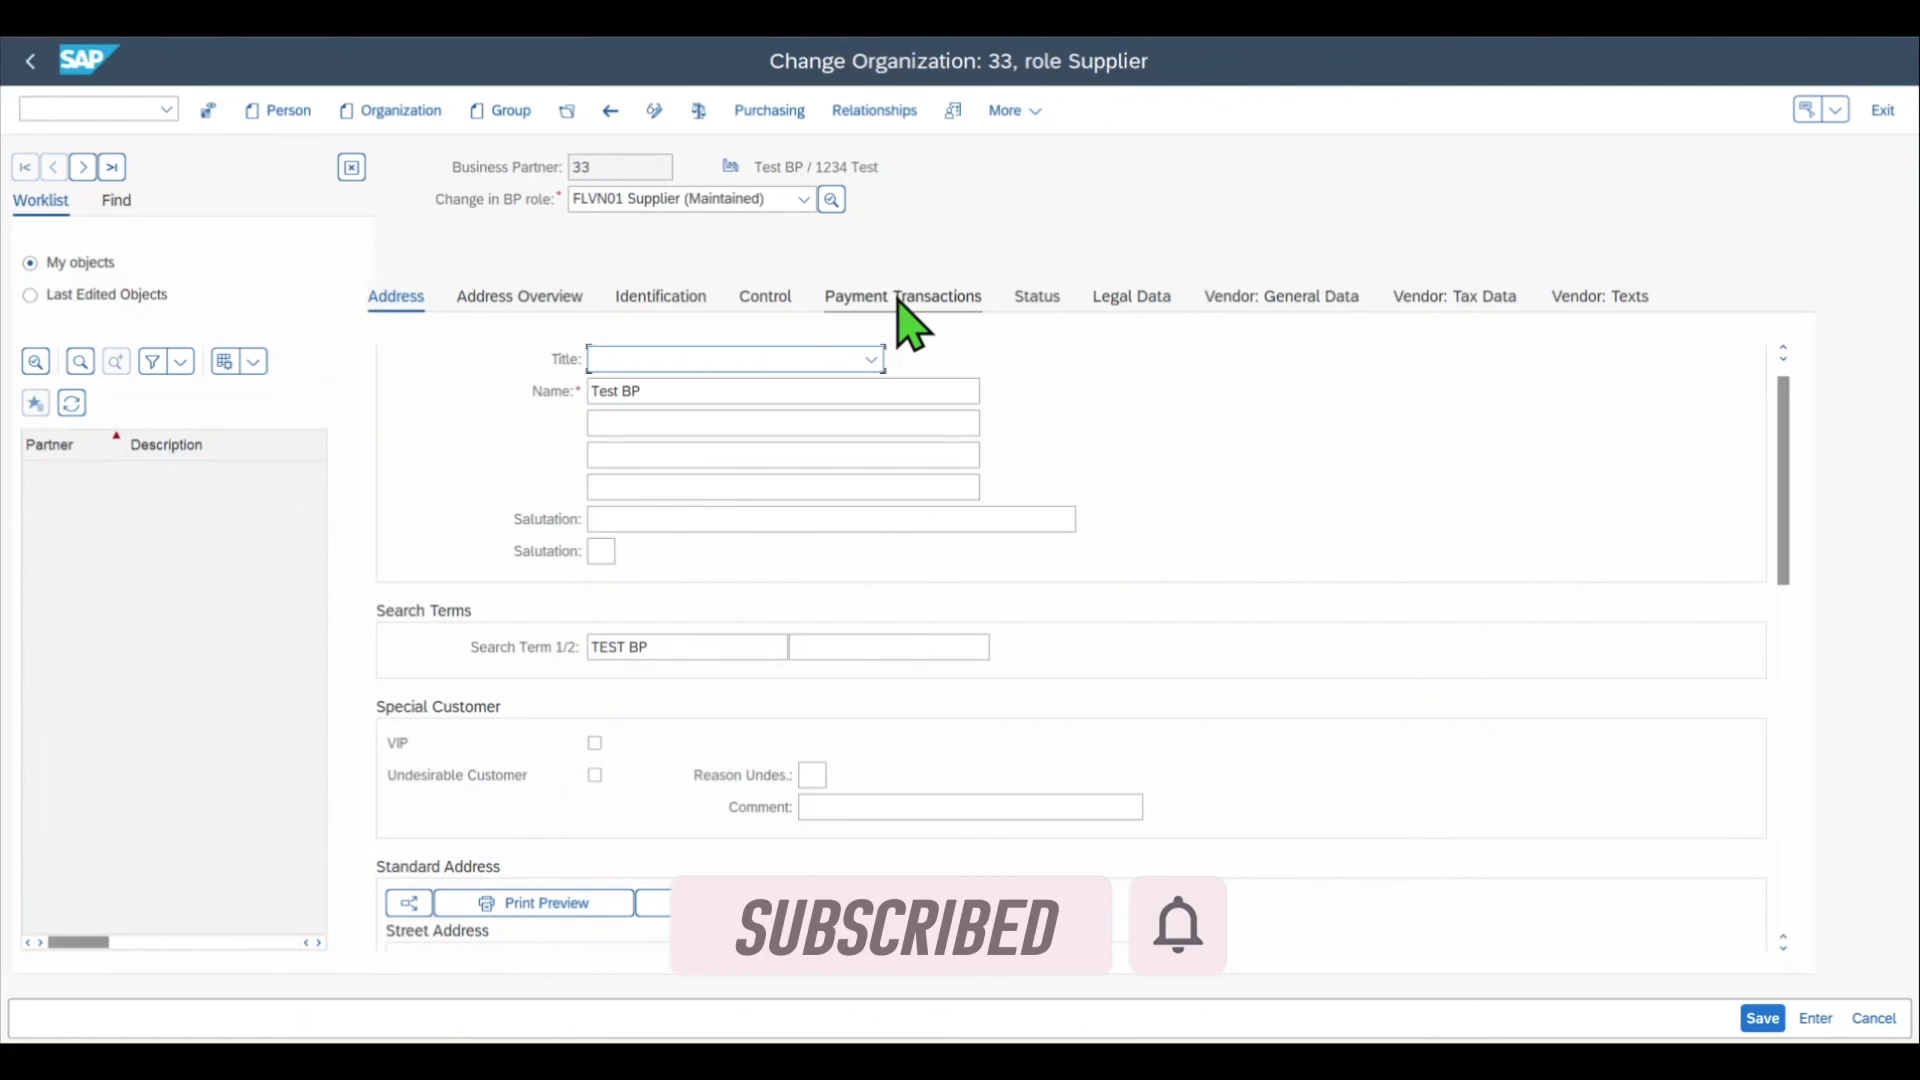 SAP
Change Organization: 33, role Supplier
Person Organization Group Purchasing Relationships More Exit
Business Partner: 33 Test BP / 1234 Test
Worklist Find
Change in BP role:* FLVN01 Supplier (Maintained)
My objects
Last Edited Objects
Address Address Overview Identification Control Payment Transactions Status Legal Data Vendor: General Data Vendor: Tax Data Vendor: Texts
Title:
Name:* Test BP
Partner Description
Salutation:
Salutation:
Search Terms
Search Term 1/2: TEST BP
Special Customer
VIP
Undesirable Customer Reason Undes.:
Comment:
Standard Address
Print Preview
Street Address
SUBSCRIBED
Save Enter Cancel